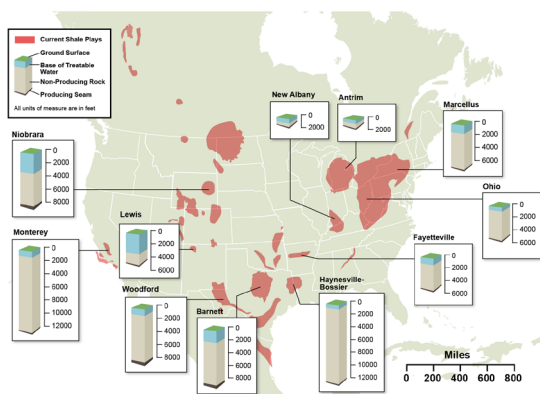 Current Shale Plays
Ground Surface
Base of Treatable
Water
Non-Producing Rock
Producing Seam
All units of measure are in feet
New Albany
0
2000
Antrim
0
2000
Marcellus
0
2000
4000
6000
Niobrara
0
2000
4000
6000
8000
Ohio
0
2000
4000
6000
Lewis
0
2000
4000
6000
Monterey
0
2000
4000
6000
8000
10000
12000
Fayetteville
0
2000
4000
6000
Woodford
0
2000
4000
6000
8000
Barnett
0
2000
4000
6000
8000
Haynesville-
Bossier
0
2000
4000
6000
8000
10000
12000
Miles
0 200 400 600 800